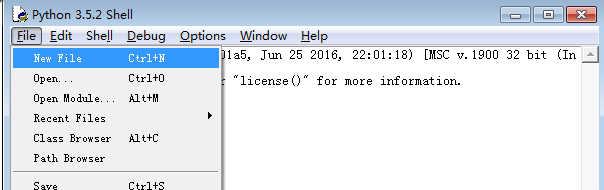 Python 3.5.2 Shell
File Edit Shell Debug Options Window Help
New File Ctrl+N
01a5, Jun 25 2016, 22:01:18) [MSC v.1900 32 bit (In
Open... Ctrl+O
"license()" for more information.
Open Module... Alt+M
Recent Files
Class Browser Alt+C
Path Browser
Save Ctrl+S